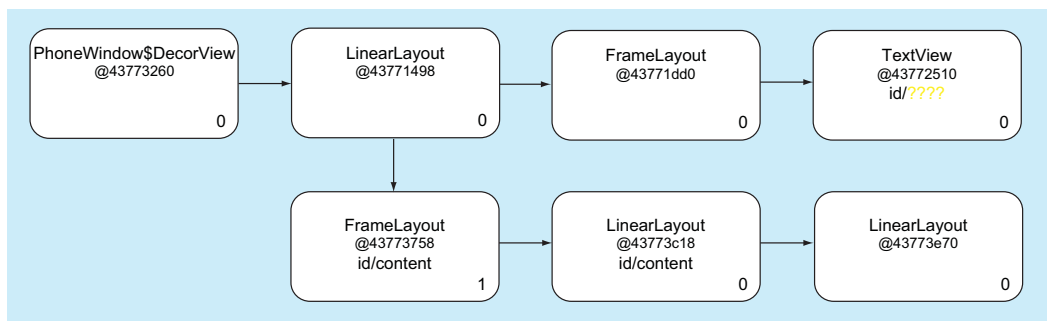 PhoneWindow$DecorView
@43773260
0
LinearLayout
@43771498
0
FrameLayout
@43771dd0
0
TextView
@43772510
id/????
0
FrameLayout
@43773758
id/content
1
LinearLayout
@43773c18
id/content
0
LinearLayout
@43773e70
0